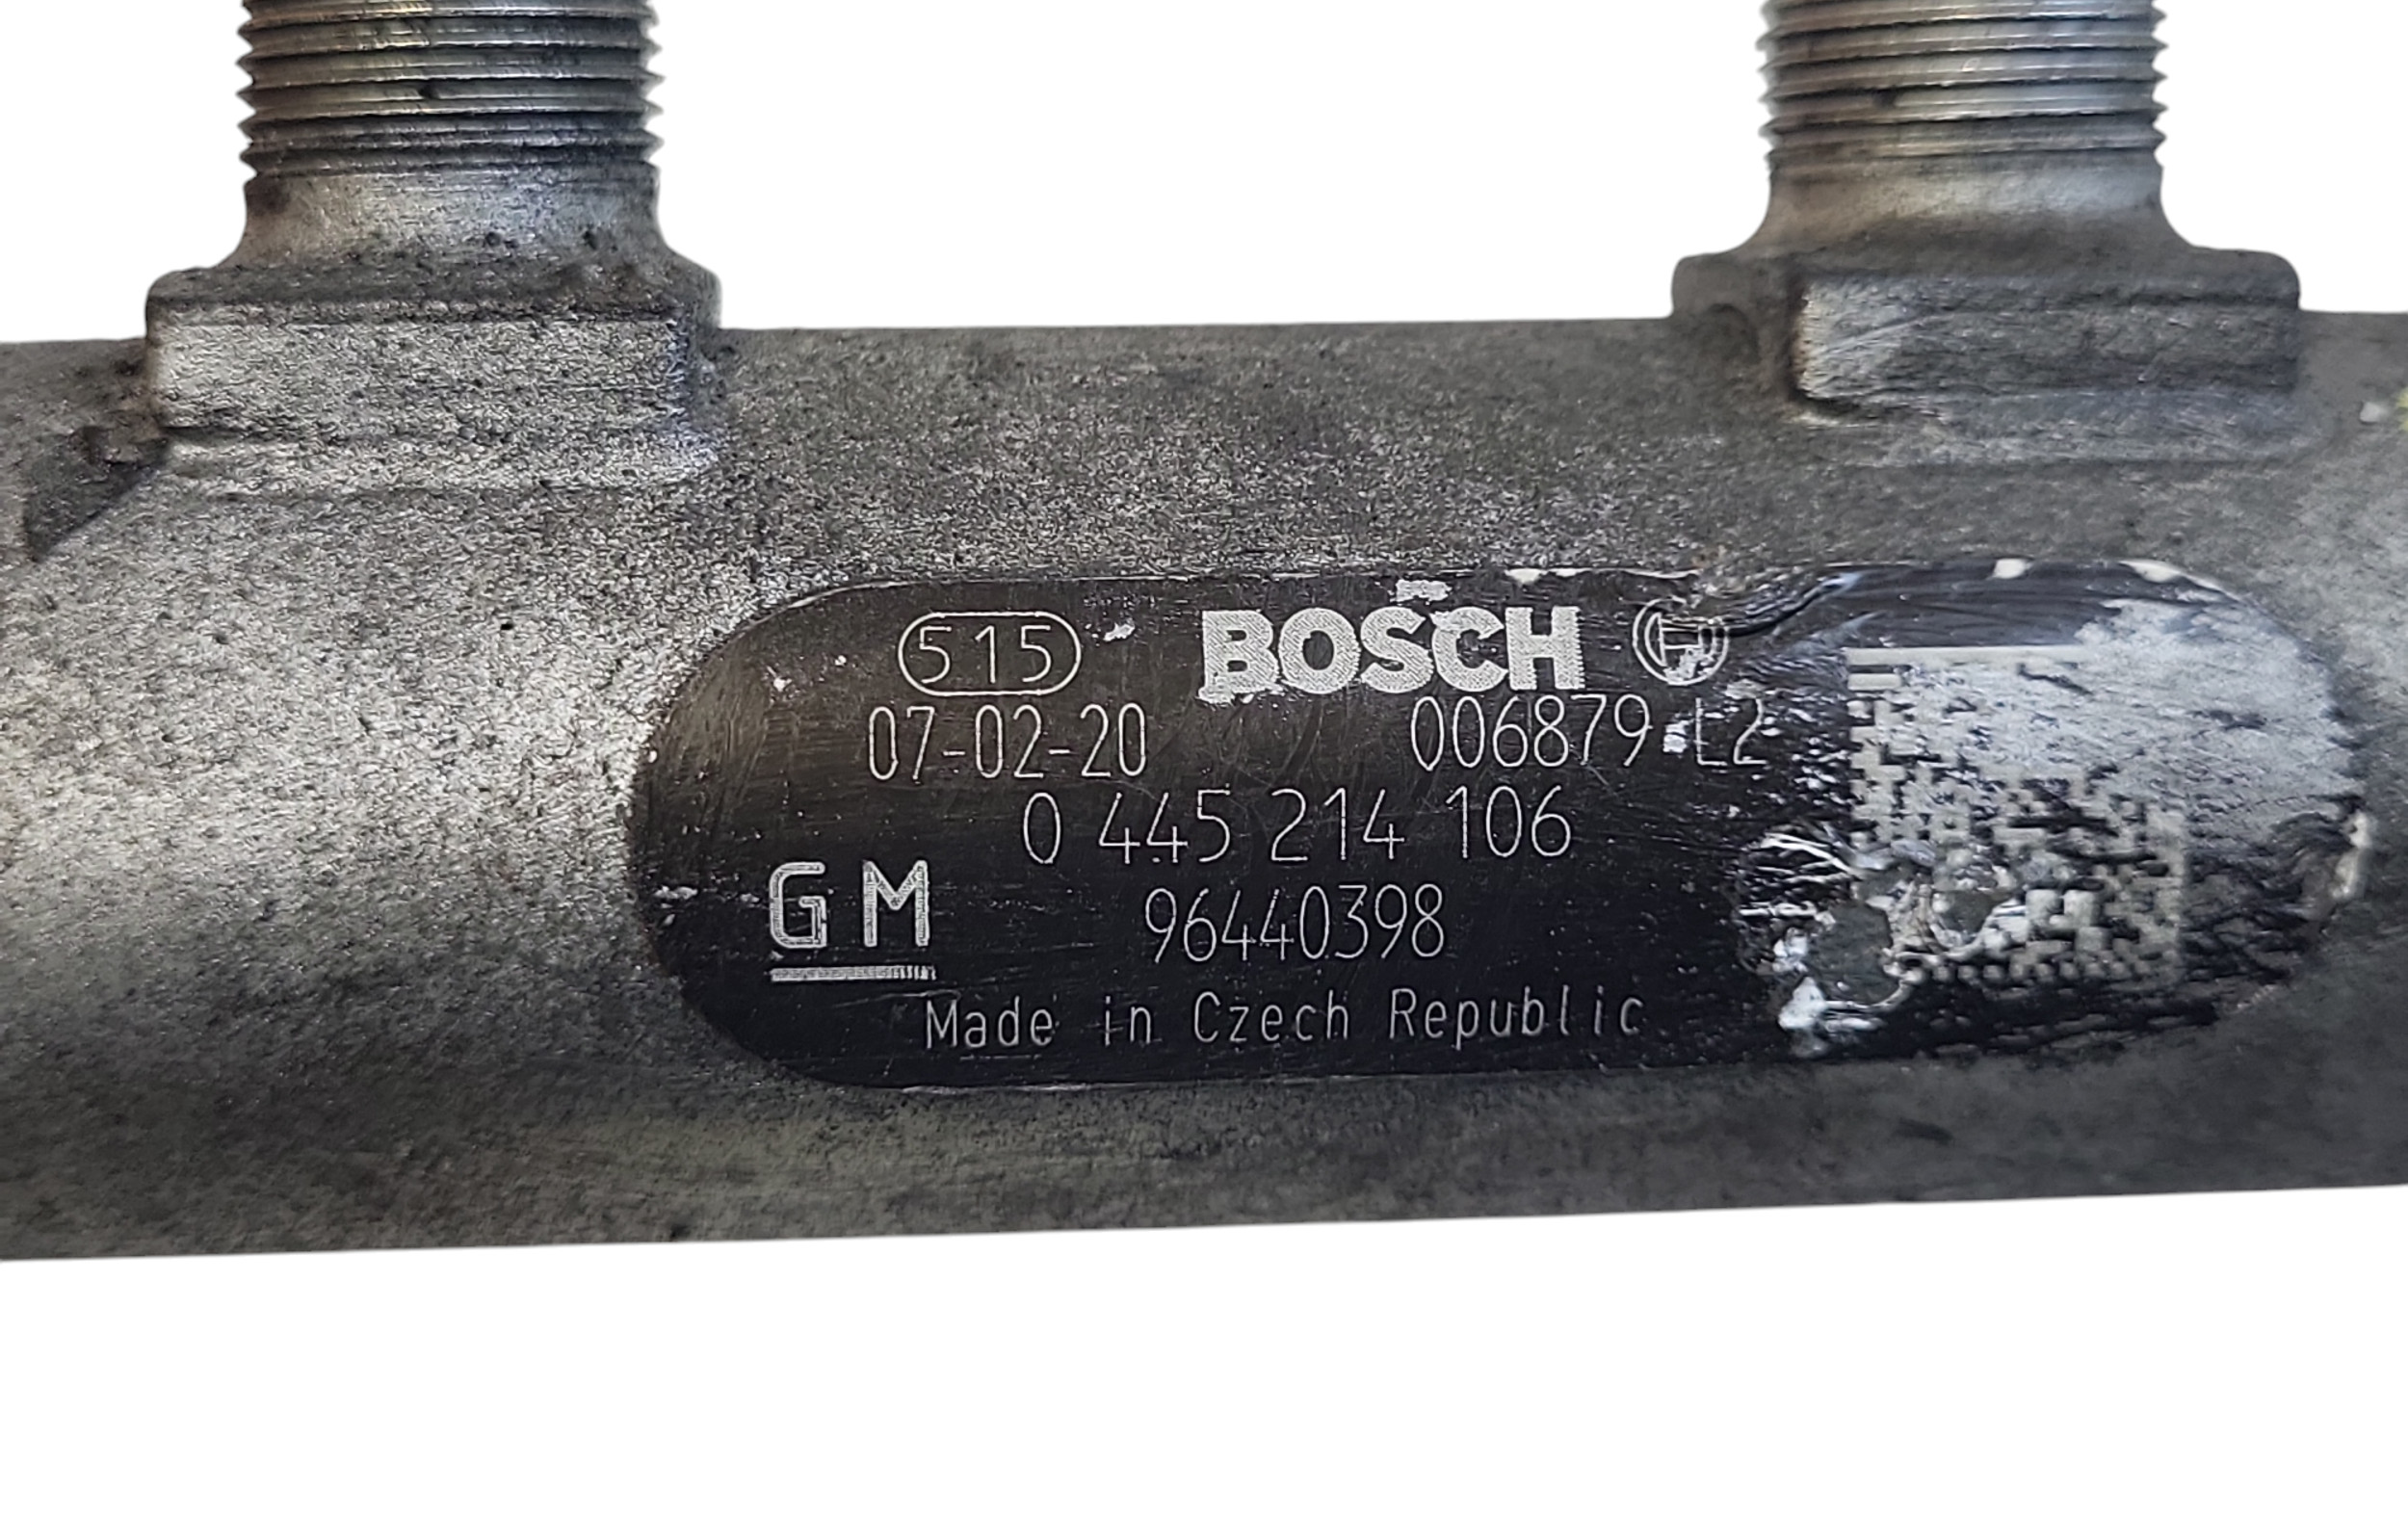 515 BOSCH
07-02-20 006879 L2
0 445 214 106
GM 96440398
Made in Czech Republic